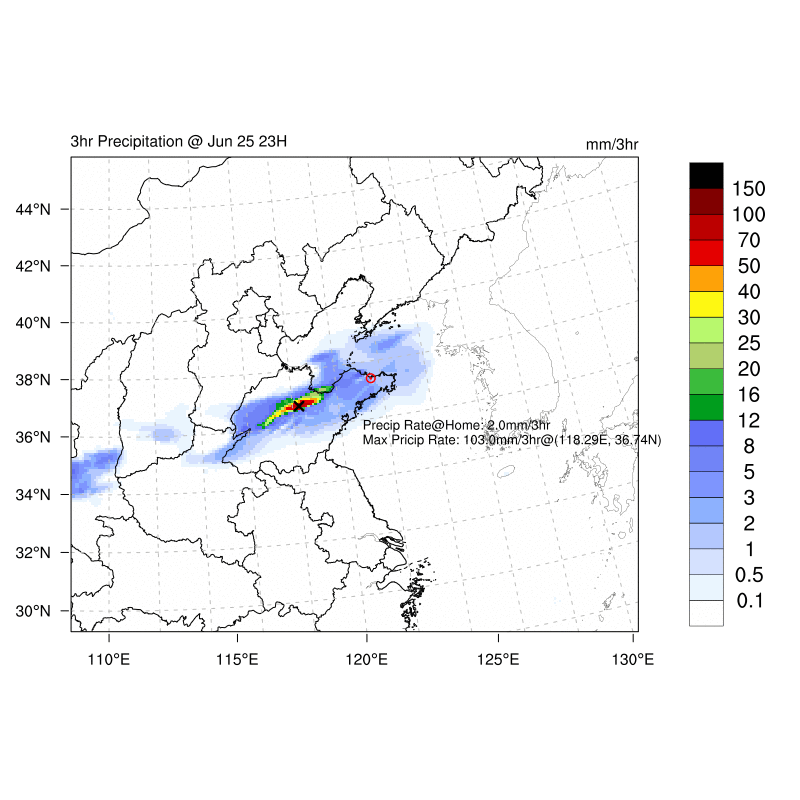 3hr Precipitation @ Jun 25 23H
mm/3hr
44°N
42°N
40°N
38°N
36°N
34°N
32°N
30°N
110°E
115°E
120°E
125°E
130°E
Precip Rate@Home: 2.0mm/3hr
Max Pricip Rate: 103.0mm/3hr@(118.29E, 36.74N)
150
100
70
50
40
30
25
20
16
12
8
5
3
2
1
0.5
0.1